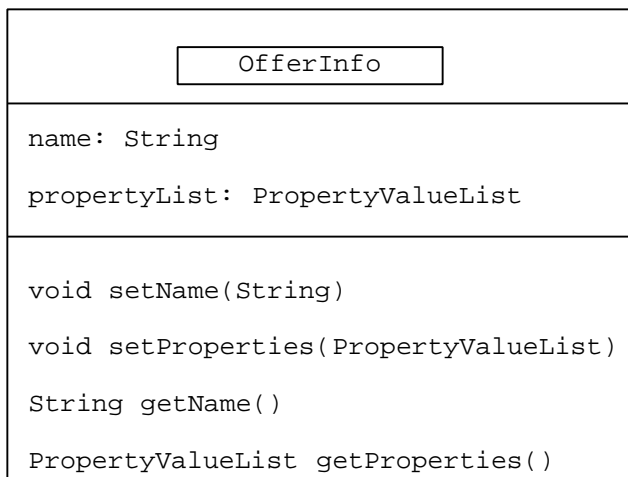 OfferInfo
name: String
propertyList: PropertyValueList
void setName(String)
void setProperties(PropertyValueList)
String getName()
PropertyValueList getProperties()